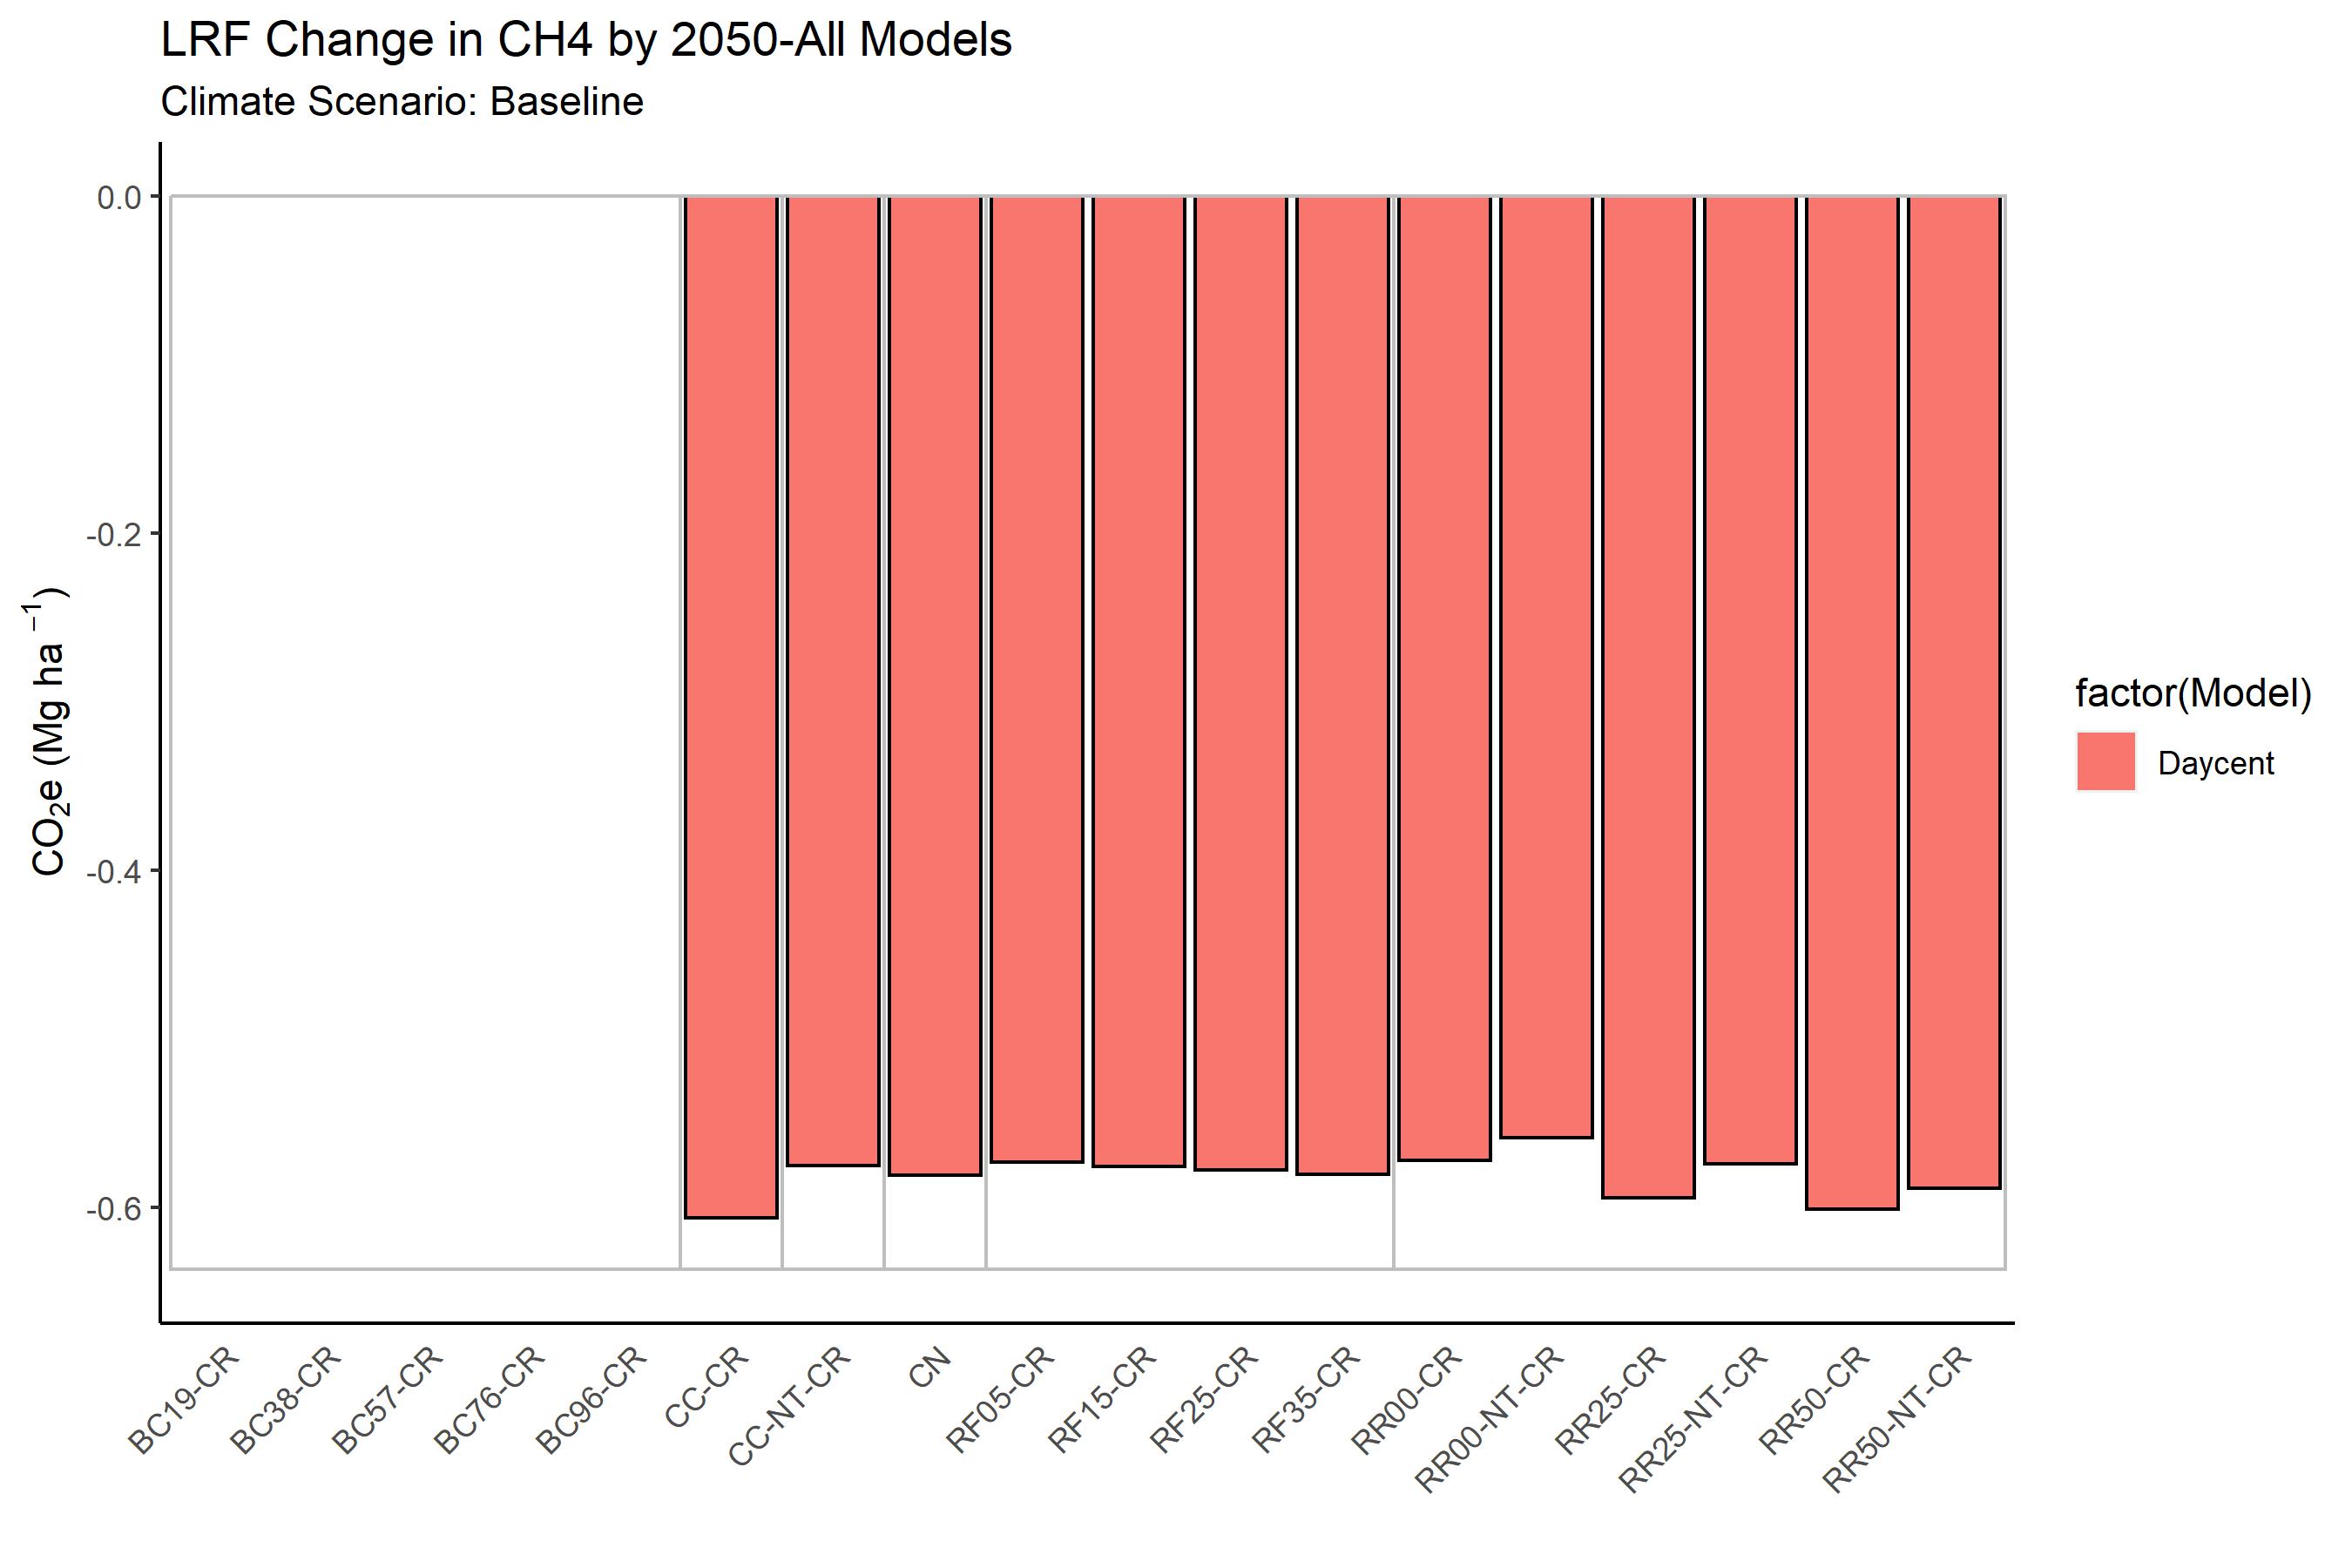 LRF Change in CH4 by 2050-All Models
Climate Scenario: Baseline
CO₂e (Mg ha ⁻¹)
0.0
-0.2
-0.4
-0.6
BC19-CR
BC38-CR
BC57-CR
BC76-CR
BC96-CR
CC-CR
CC-NT-CR
CN
RF05-CR
RF15-CR
RF25-CR
RF35-CR
RR00-CR
RR00-NT-CR
RR25-CR
RR25-NT-CR
RR50-CR
RR50-NT-CR
factor(Model)
Daycent